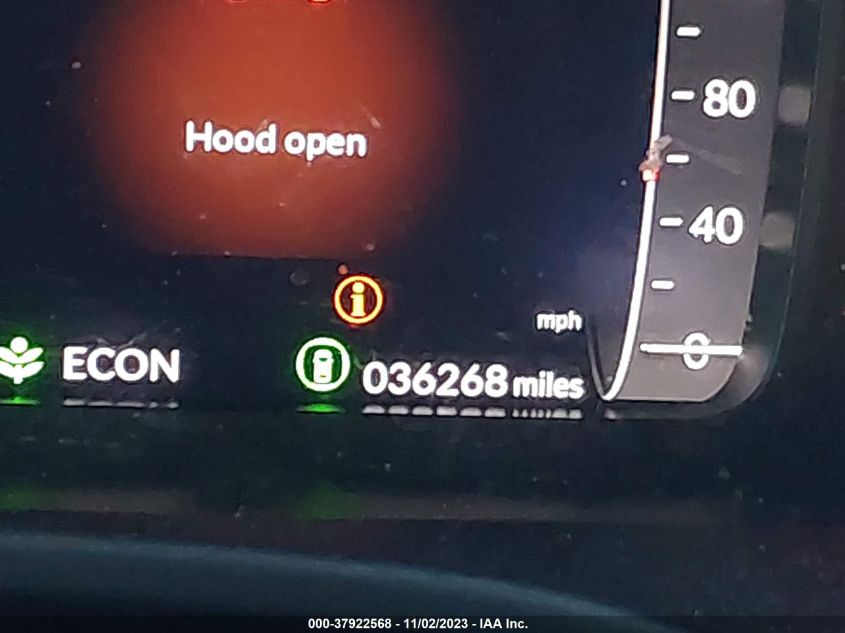 80
Hood open
40
mph
0
ECON
036268 miles
000-37922568 - 11/02/2023 - IAA Inc.